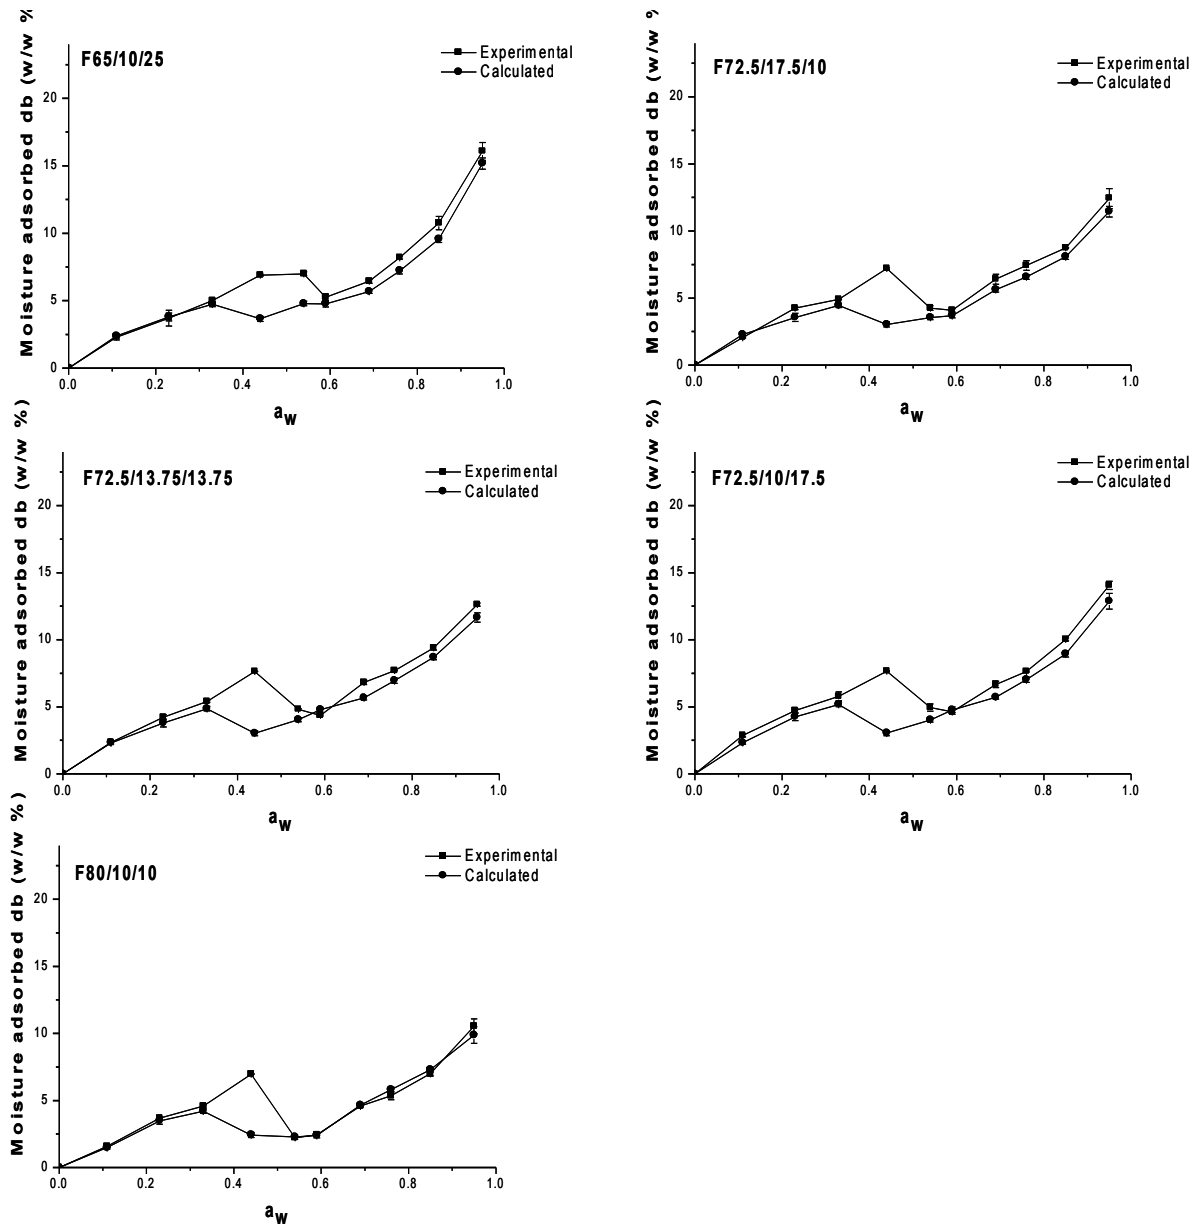 F65/10/25
Experimental
Calculated
Moisture adsorbed db (w/w %
20
15
10
5
0
0.0 0.2 0.4 0.6 0.8 1.0
aw
F72.5/17.5/10
Experimental
Calculated
Moisture adsorbed db (w/w %
20
15
10
5
0
0.0 0.2 0.4 0.6 0.8 1.0
aw
F72.5/13.75/13.75
Experimental
Calculated
Moisture adsorbed db (w/w %)
20
15
10
5
0
0.0 0.2 0.4 0.6 0.8 1.0
aw
F72.5/10/17.5
Experimental
Calculated
Moisture adsorbed db (w/w %)
20
15
10
5
0
0.0 0.2 0.4 0.6 0.8 1.0
aw
F80/10/10
Experimental
Calculated
Moisture adsorbed db (w/w %)
20
15
10
5
0
0.0 0.2 0.4 0.6 0.8 1.0
aw